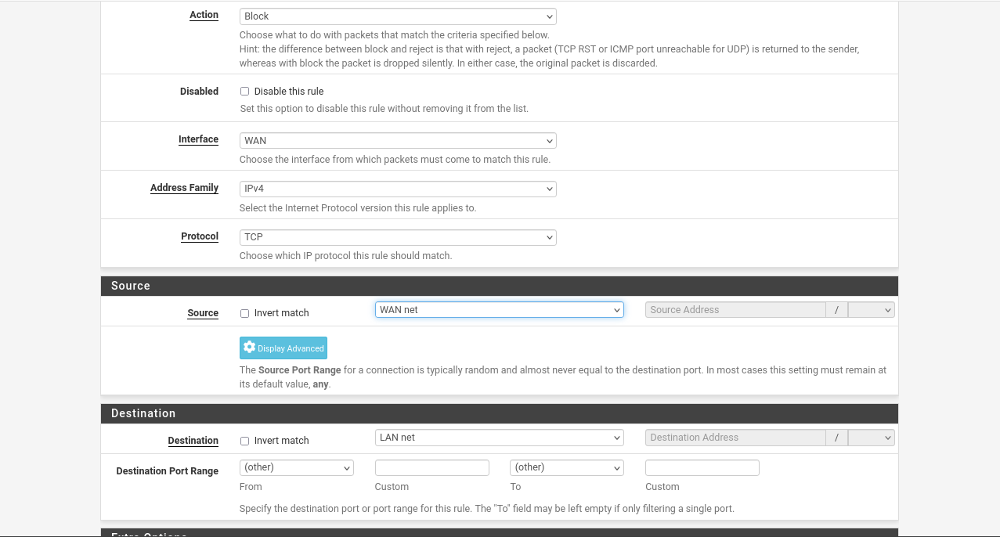 Action Block
Choose what to do with packets that match the criteria specified below.
Hint: the difference between block and reject is that with reject, a packet (TCP RST or ICMP port unreachable for UDP) is returned to the sender,
whereas with block the packet is dropped silently. In either case, the original packet is discarded.
Disabled Disable this rule
Set this option to disable this rule without removing it from the list.
Interface WAN
Choose the interface from which packets must come to match this rule.
Address Family IPv4
Select the Internet Protocol version this rule applies to.
Protocol TCP
Choose which IP protocol this rule should match.
Source
Source Invert match WAN net Source Address /
Display Advanced
The Source Port Range for a connection is typically random and almost never equal to the destination port. In most cases this setting must remain at
its default value, any.
Destination
Destination Invert match LAN net Destination Address /
Destination Port Range (other) (other)
From Custom To Custom
Specify the destination port or port range for this rule. The "To" field may be left empty if only filtering a single port.
Extra Options